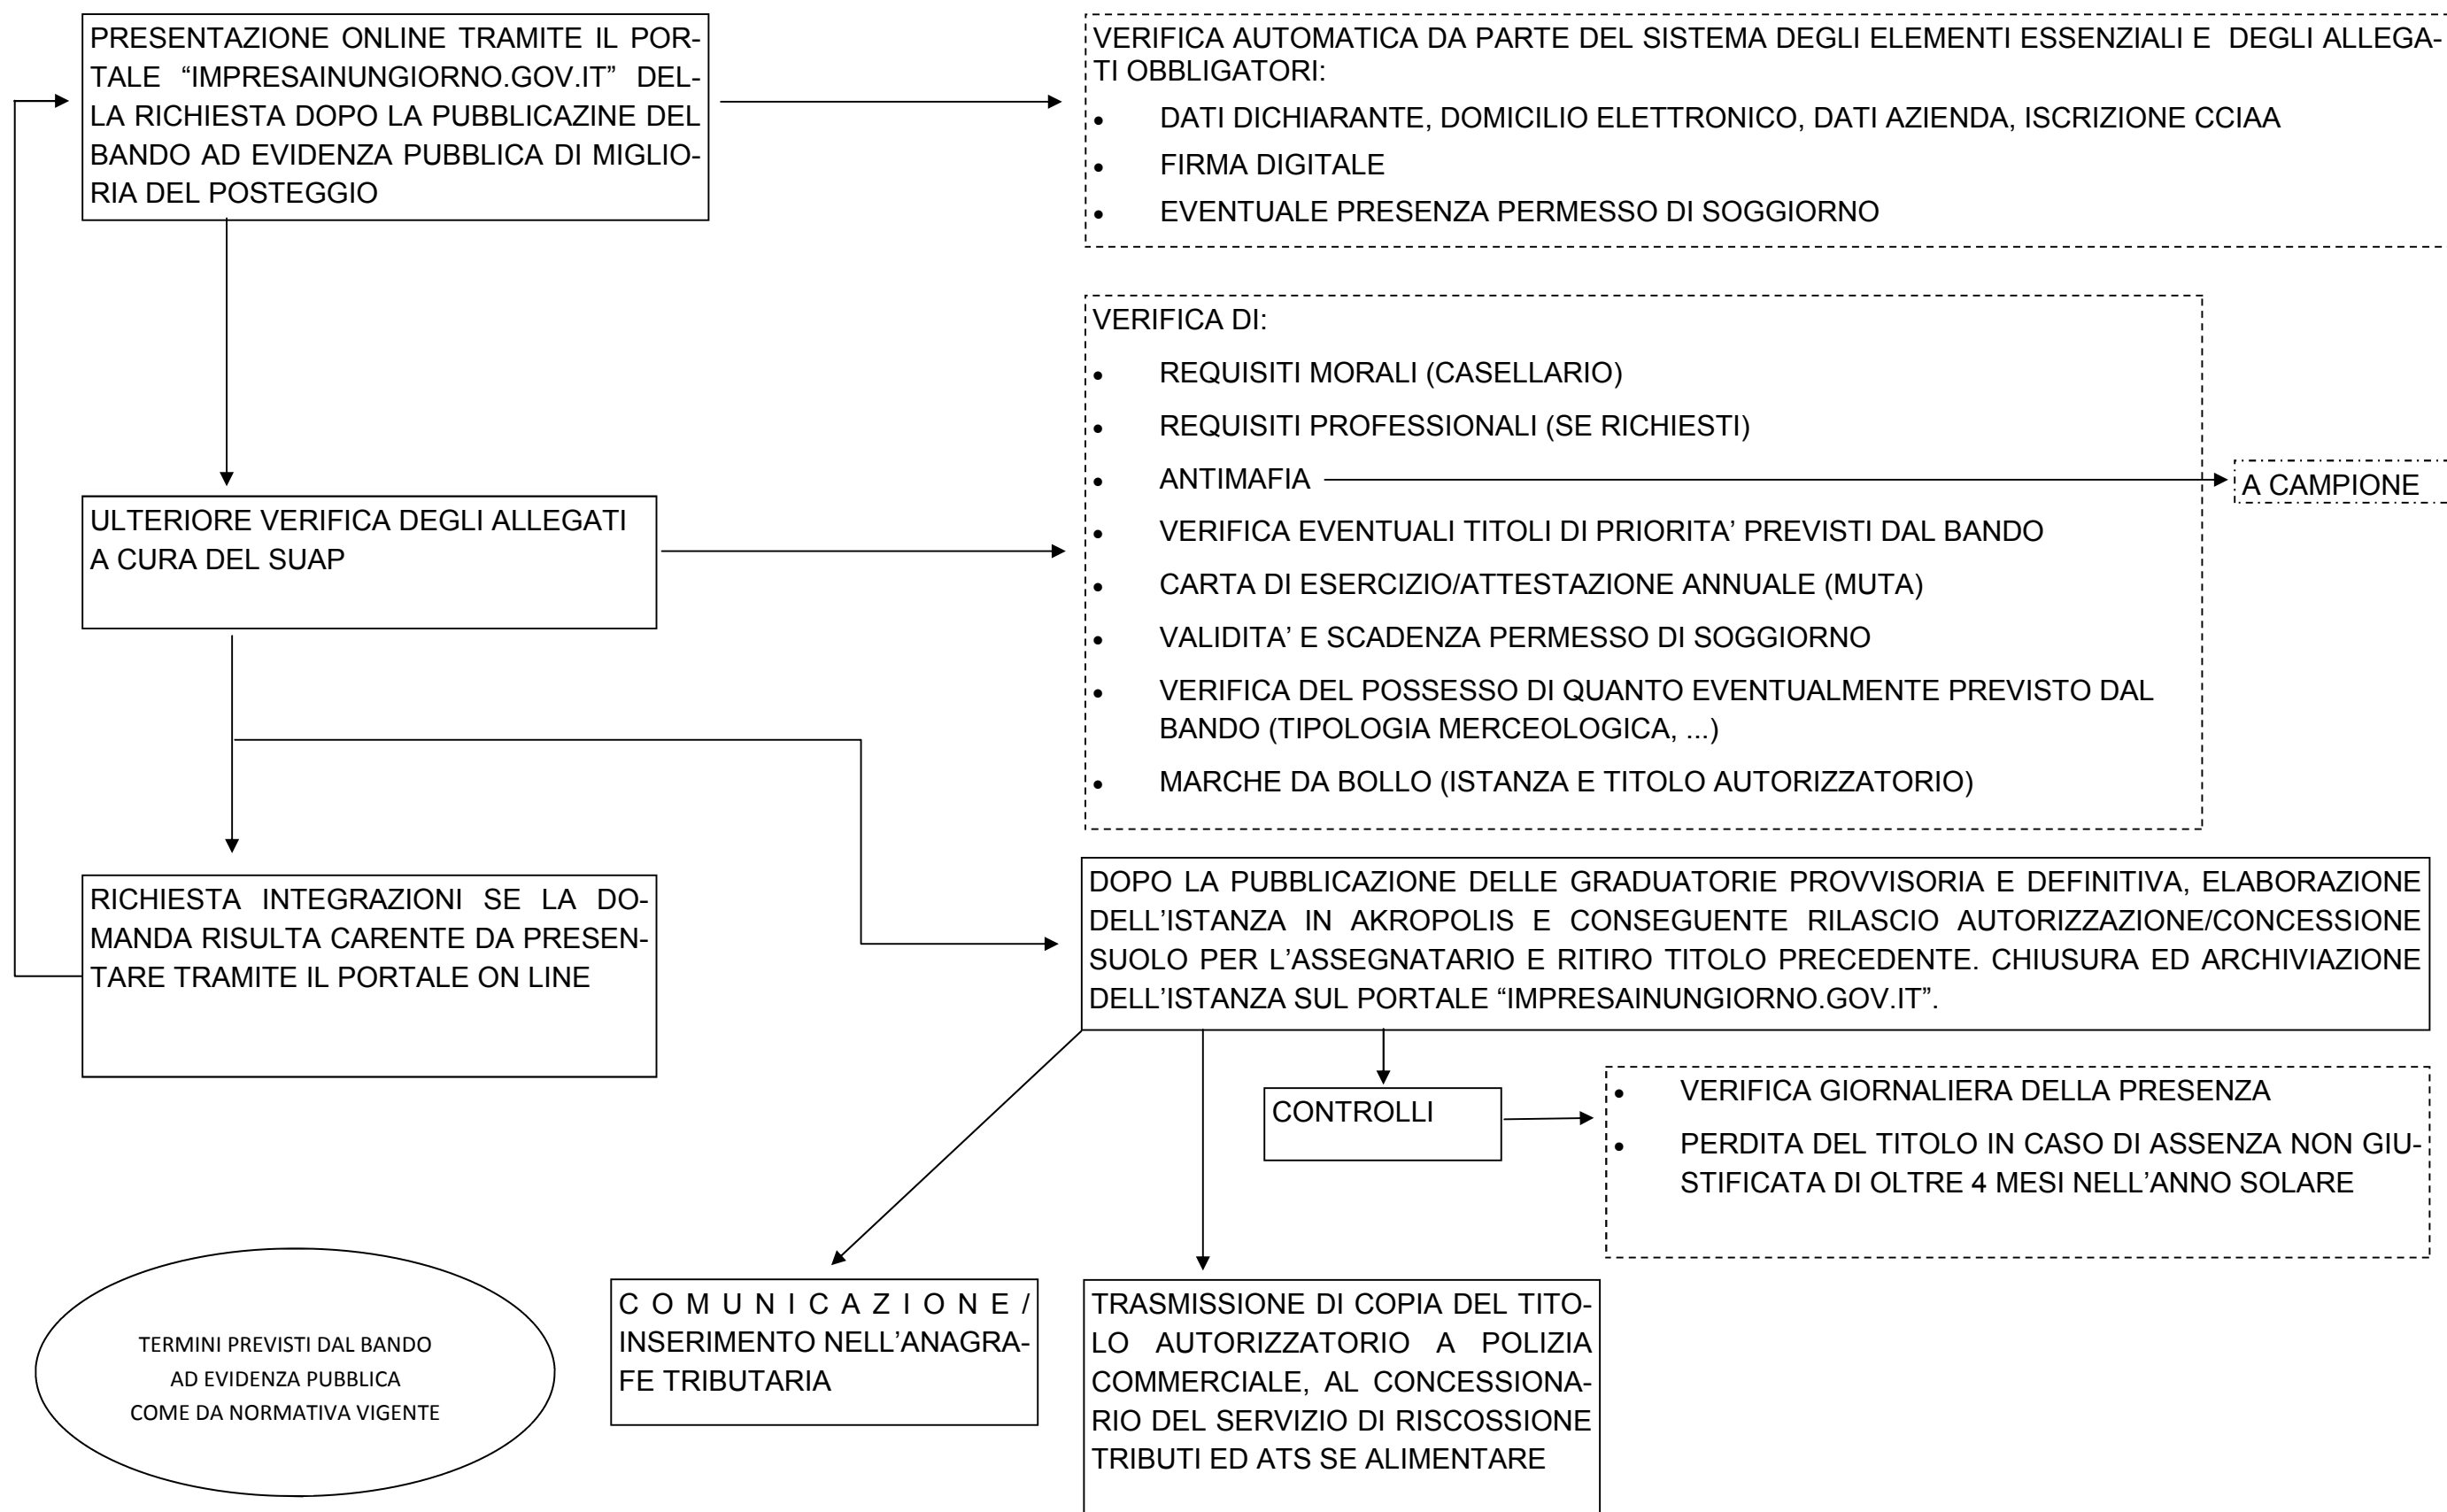 PRESENTAZIONE ONLINE TRAMITE IL POR-
TALE “IMPRESAINUNGIORNO.GOV.IT” DEL-
LA RICHIESTA DOPO LA PUBBLICAZINE DEL
BANDO AD EVIDENZA PUBBLICA DI MIGLIO-
RIA DEL POSTEGGIO
VERIFICA AUTOMATICA DA PARTE DEL SISTEMA DEGLI ELEMENTI ESSENZIALI E DEGLI ALLEGA-
TI OBBLIGATORI:
• DATI DICHIARANTE, DOMICILIO ELETTRONICO, DATI AZIENDA, ISCRIZIONE CCIAA
• FIRMA DIGITALE
• EVENTUALE PRESENZA PERMESSO DI SOGGIORNO
VERIFICA DI:
• REQUISITI MORALI (CASELLARIO)
• REQUISITI PROFESSIONALI (SE RICHIESTI)
• ANTIMAFIA
A CAMPIONE
• VERIFICA EVENTUALI TITOLI DI PRIORITA’ PREVISTI DAL BANDO
• CARTA DI ESERCIZIO/ATTESTAZIONE ANNUALE (MUTA)
• VALIDITA’ E SCADENZA PERMESSO DI SOGGIORNO
• VERIFICA DEL POSSESSO DI QUANTO EVENTUALMENTE PREVISTO DAL
BANDO (TIPOLOGIA MERCEOLOGICA, ...)
• MARCHE DA BOLLO (ISTANZA E TITOLO AUTORIZZATORIO)
ULTERIORE VERIFICA DEGLI ALLEGATI
A CURA DEL SUAP
RICHIESTA INTEGRAZIONI SE LA DO-
MANDA RISULTA CARENTE DA PRESEN-
TARE TRAMITE IL PORTALE ON LINE
DOPO LA PUBBLICAZIONE DELLE GRADUATORIE PROVVISORIA E DEFINITIVA, ELABORAZIONE
DELL’ISTANZA IN AKROPOLIS E CONSEGUENTE RILASCIO AUTORIZZAZIONE/CONCESSIONE
SUOLO PER L’ASSEGNATARIO E RITIRO TITOLO PRECEDENTE. CHIUSURA ED ARCHIVIAZIONE
DELL’ISTANZA SUL PORTALE “IMPRESAINUNGIORNO.GOV.IT”.
CONTROLLI
• VERIFICA GIORNALIERA DELLA PRESENZA
• PERDITA DEL TITOLO IN CASO DI ASSENZA NON GIU-
STIFICATA DI OLTRE 4 MESI NELL’ANNO SOLARE
TERMINI PREVISTI DAL BANDO
AD EVIDENZA PUBBLICA
COME DA NORMATIVA VIGENTE
C O M U N I C A Z I O N E /
INSERIMENTO NELL’ANAGRA-
FE TRIBUTARIA
TRASMISSIONE DI COPIA DEL TITO-
LO AUTORIZZATORIO A POLIZIA
COMMERCIALE, AL CONCESSIONA-
RIO DEL SERVIZIO DI RISCOSSIONE
TRIBUTI ED ATS SE ALIMENTARE